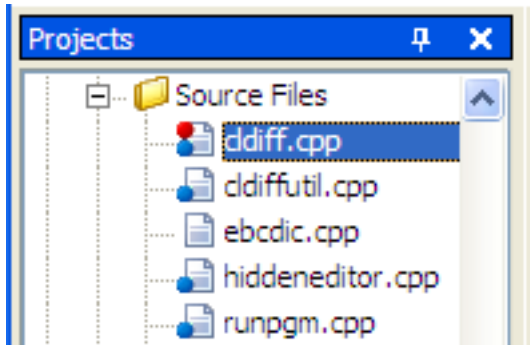 Projects
Source Files
cldiff.cpp
cldiffutil.cpp
ebcdic.cpp
hiddeneditor.cpp
runpgm.cpp